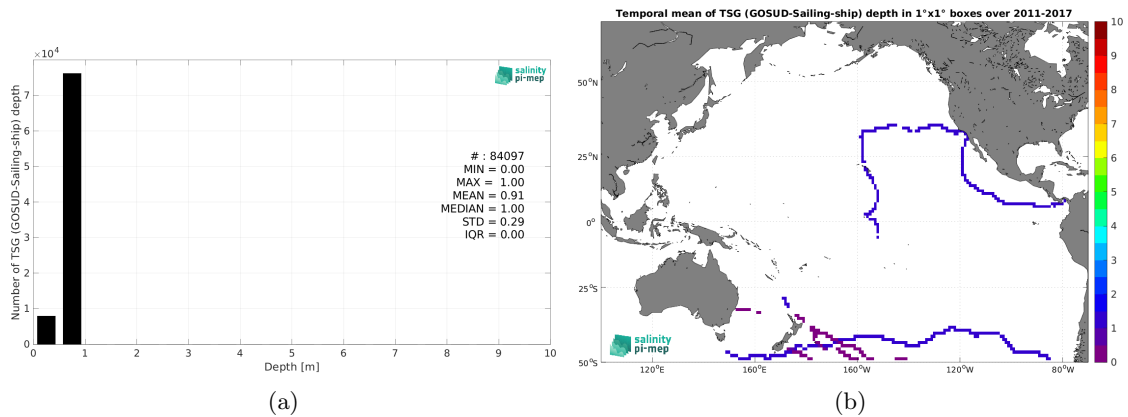 ×10⁴
7
6
5
4
3
2
1
0
0 1 2 3 4 5 6 7 8 9 10
Number of TSG (GOSUD-Sailing-ship) depth
Depth [m]
salinity
pi-mep
# : 84097
MIN = 0.00
MAX = 1.00
MEAN = 0.91
MEDIAN = 1.00
STD = 0.29
IQR = 0.00
(a)
Temporal mean of TSG (GOSUD-Sailing-ship) depth in 1°x1° boxes over 2011-2017
50°N
25°N
0°
25°S
50°S
120°E 160°E 160°W 120°W 80°W
salinity
pi-mep
10
9
8
7
6
5
4
3
2
1
0
(b)